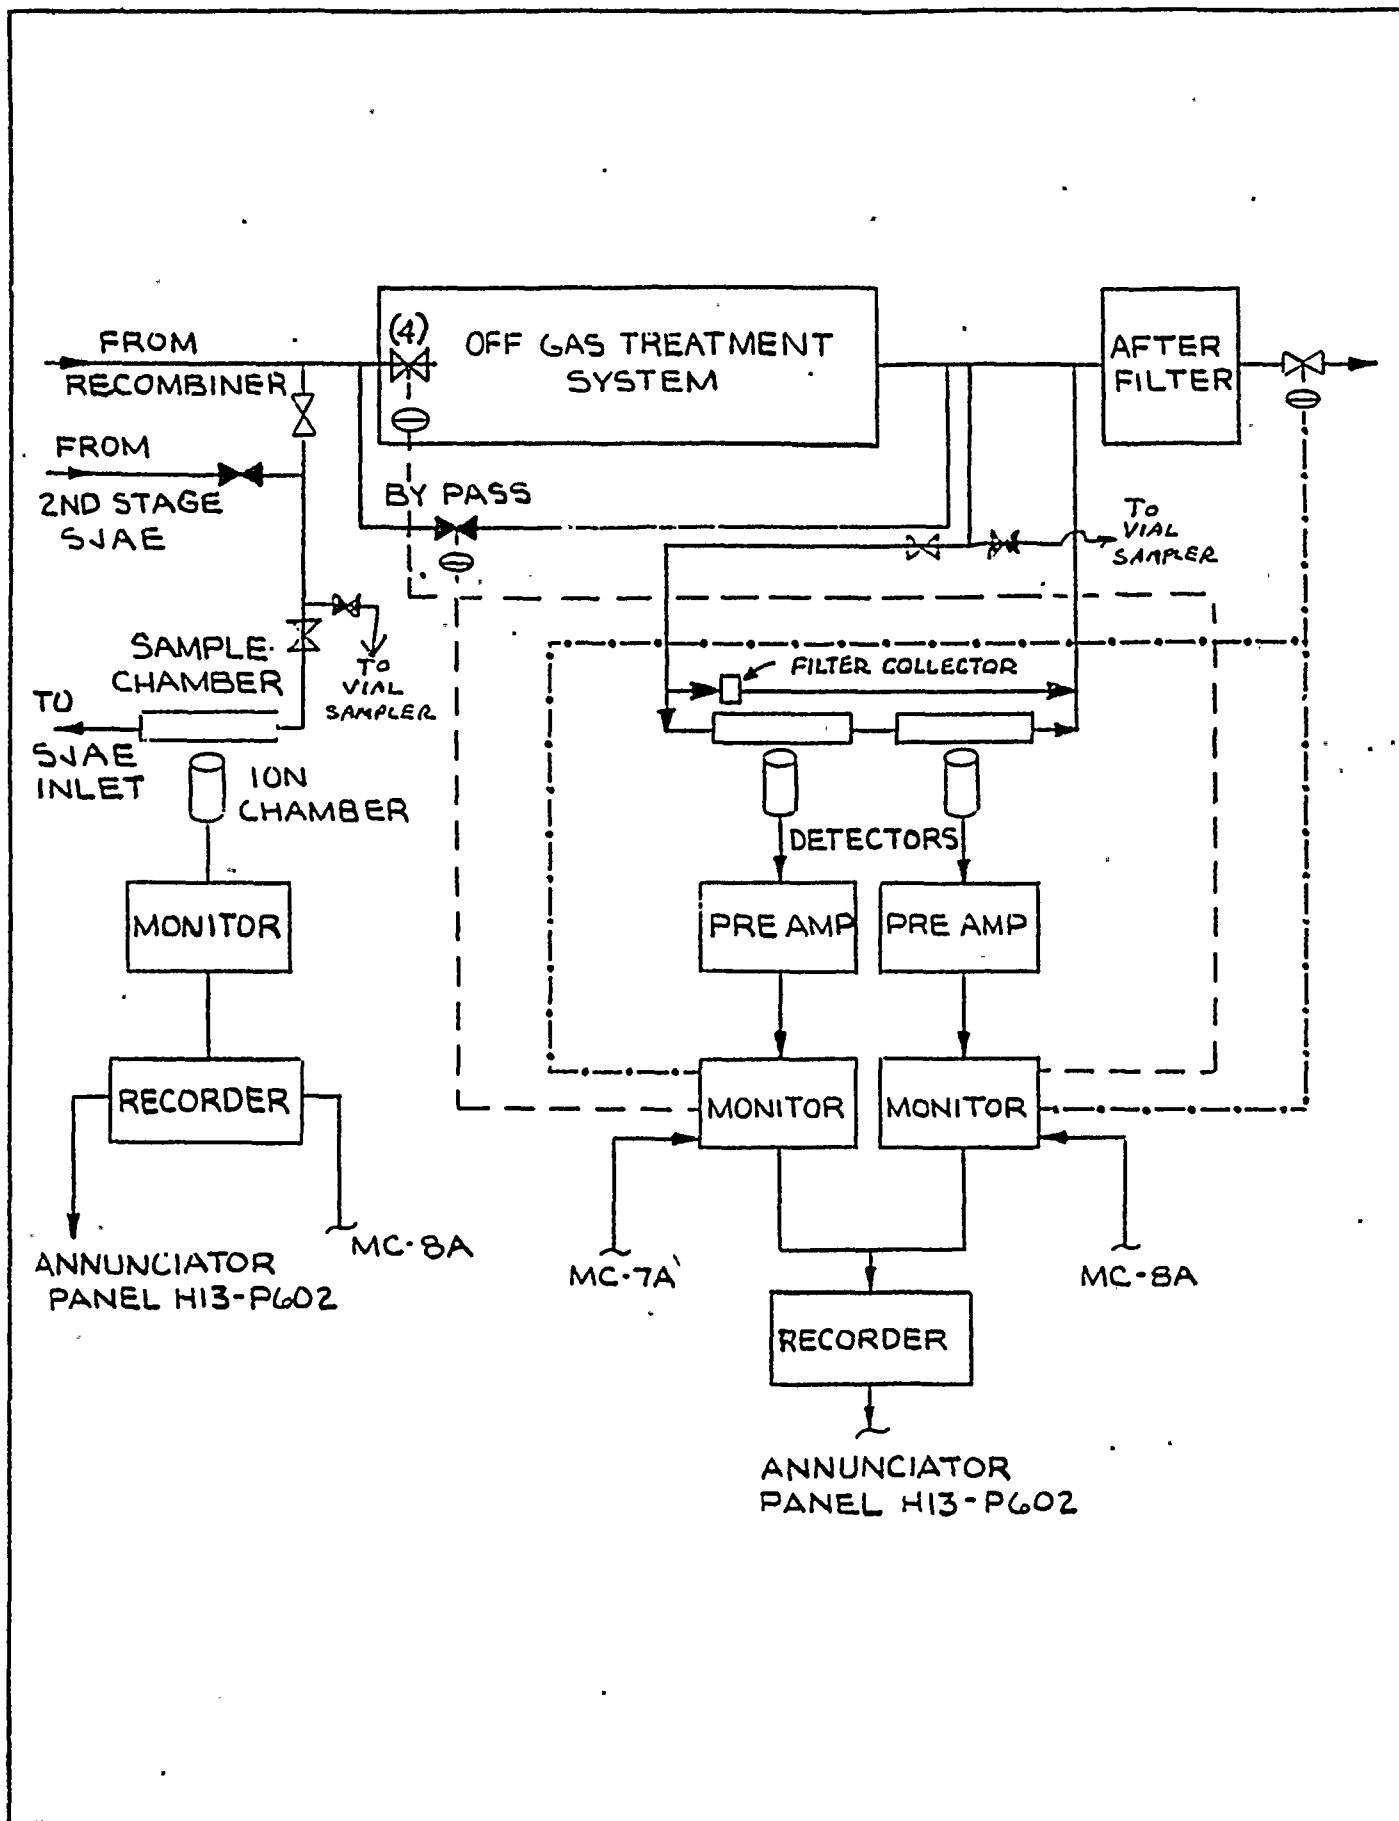 FROM
RECOMBINER
(4)
OFF GAS TREATMENT
SYSTEM
AFTER
FILTER
FROM
2ND STAGE
SJAE
BY PASS
TO
VIAL
SAMPLER
SAMPLE
CHAMBER
TO
VIAL
SAMPLER
FILTER COLLECTOR
TO
SJAE
INLET
ION
CHAMBER
DETECTORS
MONITOR
PRE AMP
PRE AMP
RECORDER
MONITOR
MONITOR
MC-8A
ANNUNCIATOR
PANEL H13-P602
MC-7A
MC-8A
RECORDER
ANNUNCIATOR
PANEL H13-P602